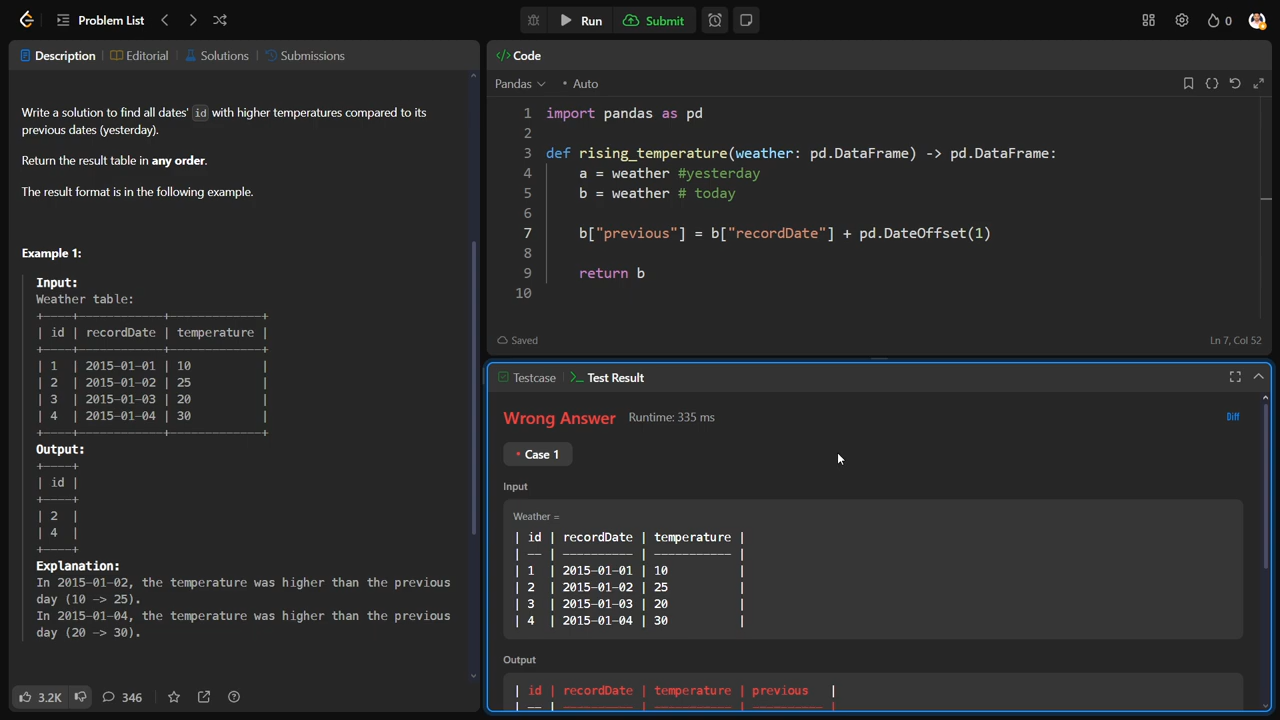 Problem List
Run
Submit
0
Description
Editorial
Solutions
Submissions
Write a solution to find all dates' id with higher temperatures compared to its
previous dates (yesterday).
Return the result table in any order.
The result format is in the following example.
Example 1:
Input:
Weather table:
+----+------------+-------------+
| id | recordDate | temperature |
+----+------------+-------------+
| 1 | 2015-01-01 | 10 |
| 2 | 2015-01-02 | 25 |
| 3 | 2015-01-03 | 20 |
| 4 | 2015-01-04 | 30 |
+----+------------+-------------+
Output:
+----+
| id |
+----+
| 2 |
| 4 |
+----+
Explanation:
In 2015-01-02, the temperature was higher than the previous
day (10 -> 25).
In 2015-01-04, the temperature was higher than the previous
day (20 -> 30).
3.2K
346
</> Code
Pandas
• Auto
1 import pandas as pd
2
3 def rising_temperature(weather: pd.DataFrame) -> pd.DataFrame:
4 a = weather #yesterday
5 b = weather # today
6
7 b["previous"] = b["recordDate"] + pd.DateOffset(1)
8
9 return b
10
Saved
Ln 7, Col 52
Testcase
>_ Test Result
Wrong Answer
Runtime: 335 ms
Diff
• Case 1
Input
Weather =
| id | recordDate | temperature |
| -- | ---------- | ----------- |
| 1 | 2015-01-01 | 10 |
| 2 | 2015-01-02 | 25 |
| 3 | 2015-01-03 | 20 |
| 4 | 2015-01-04 | 30 |
Output
| id | recordDate | temperature | previous |
| -- | ---------- | ----------- | ---------- |